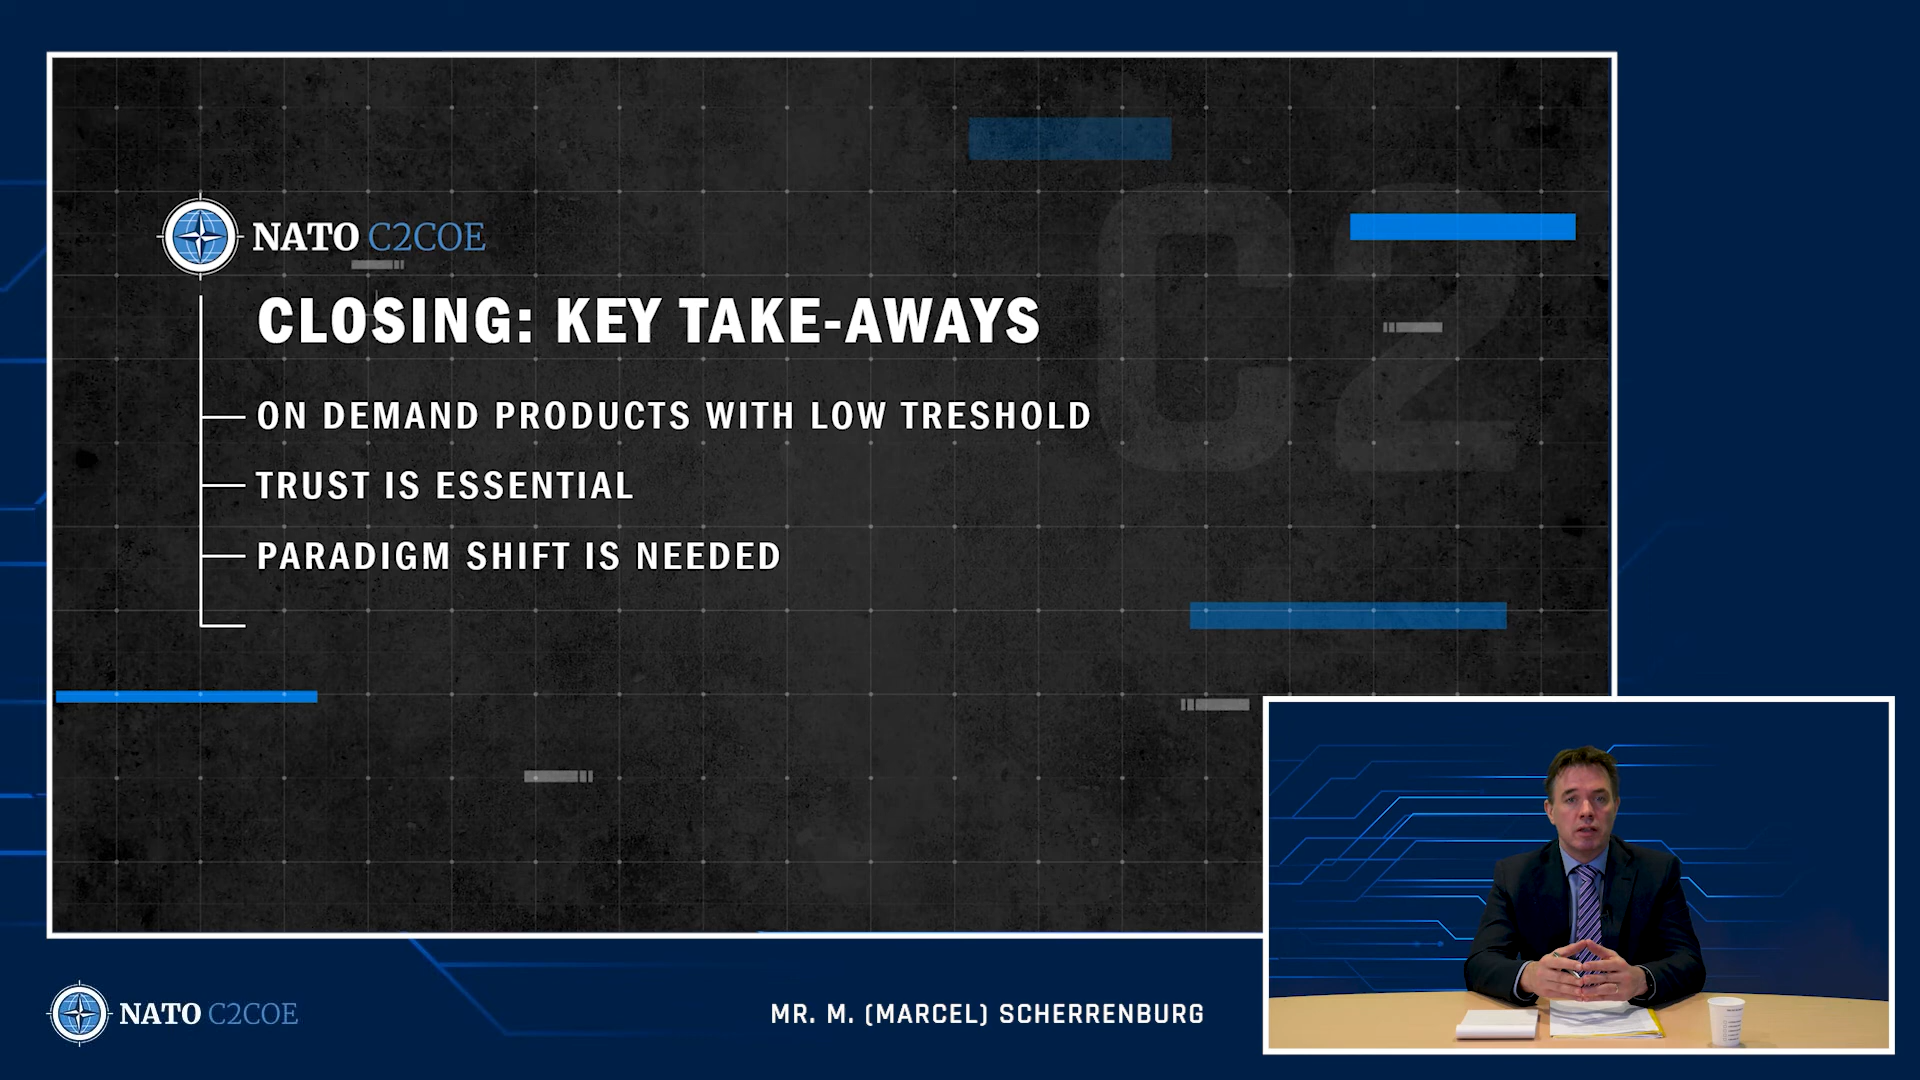 NATO C2COE
C2
CLOSING: KEY TAKE-AWAYS
ON DEMAND PRODUCTS WITH LOW TRESHOLD
TRUST IS ESSENTIAL
PARADIGM SHIFT IS NEEDED
NATO C2COE
MR. M. (MARCEL) SCHERRENBURG